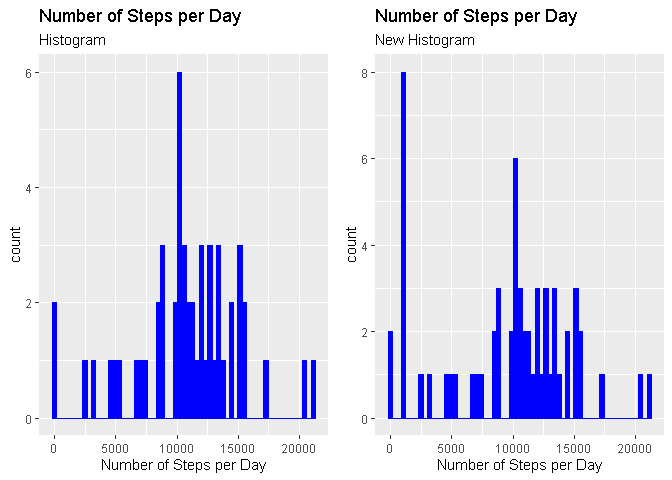 Number of Steps per Day
Histogram
6
4
2
0
count
0 5000 10000 15000 20000
Number of Steps per Day
Number of Steps per Day
New Histogram
8
6
4
2
0
count
0 5000 10000 15000 20000
Number of Steps per Day